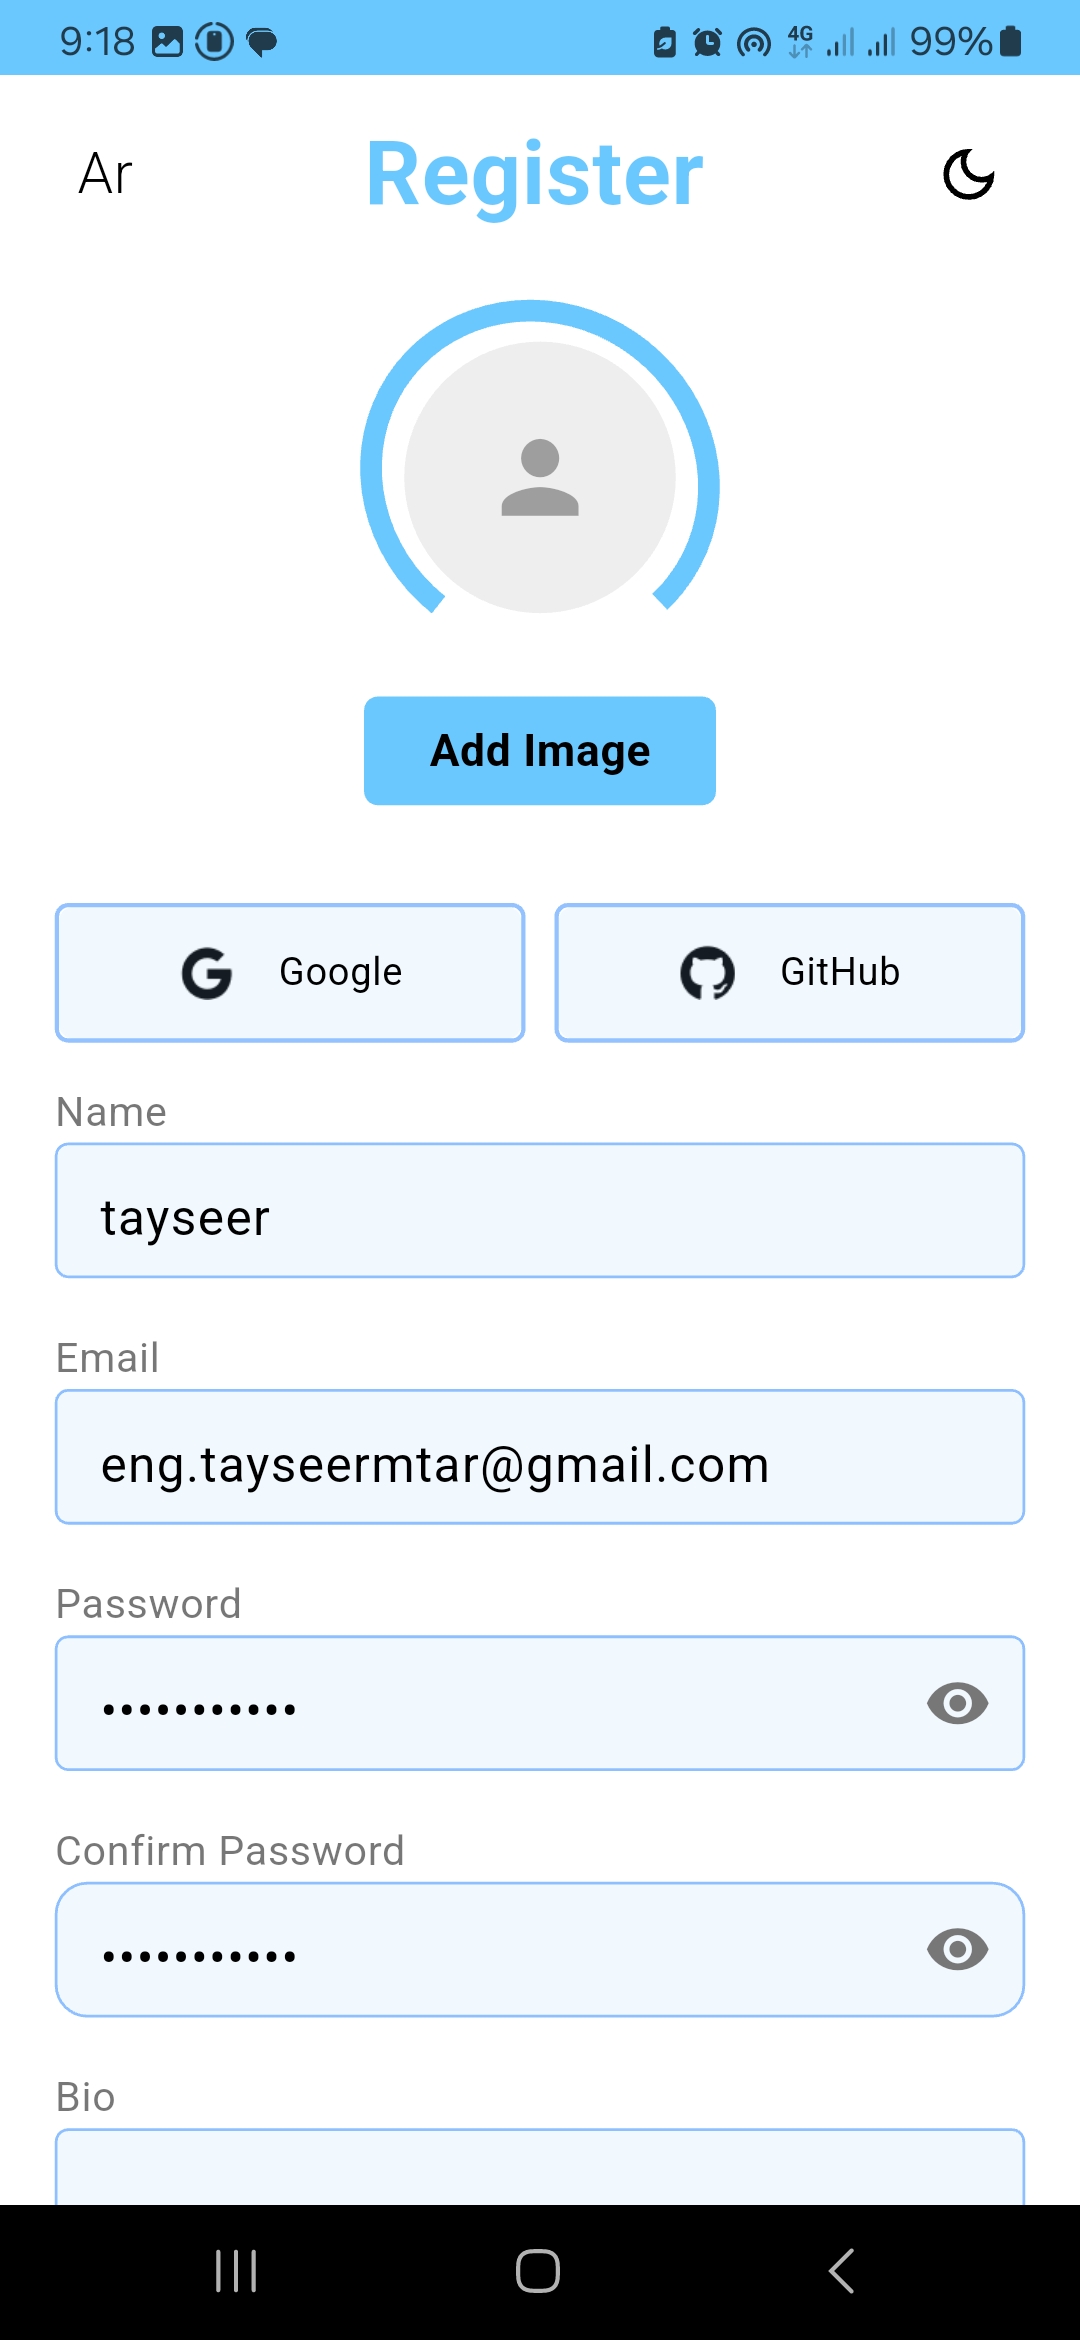 9:18 4G 99%
Ar Register
Add Image
Google GitHub
Name
tayseer
Email
eng.tayseermtar@gmail.com
Password
•••••••••••
Confirm Password
•••••••••••
Bio